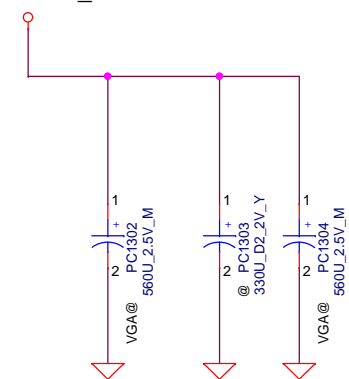 1
+
2
PC1302
560U_2.5V_M
VGA@
1
+
2
PC1303
330U_D2_2V_Y
@
1
+
2
PC1304
560U_2.5V_M
VGA@